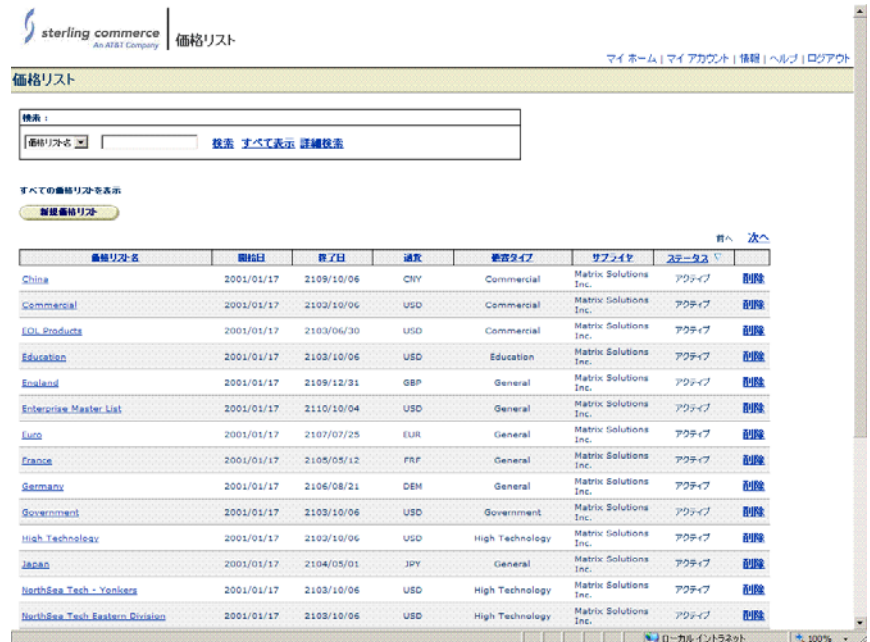 sterling commerce
An AT&T Company
価格リスト
マイ ホーム | マイ アカウント | 情報 | ヘルプ | ログアウト
価格リスト
検索 :
価格リスト名 検索 すべて表示 詳細検索
すべての価格リストを表示
新規価格リスト
前へ 次へ
価格リスト名 開始日 終了日 通貨 顧客タイプ サプライヤ ステータス
China 2001/01/17 2109/10/06 CNY Commercial Matrix Solutions Inc. アクティブ 削除
Commercial 2001/01/17 2103/10/06 USD Commercial Matrix Solutions Inc. アクティブ 削除
EOL Products 2001/01/17 2103/06/30 USD Commercial Matrix Solutions Inc. アクティブ 削除
Education 2001/01/17 2103/10/06 USD Education Matrix Solutions Inc. アクティブ 削除
England 2001/01/17 2109/12/31 GBP General Matrix Solutions Inc. アクティブ 削除
Enterprise Master List 2001/01/17 2110/10/04 USD General Matrix Solutions Inc. アクティブ 削除
Euro 2001/01/17 2107/07/25 EUR General Matrix Solutions Inc. アクティブ 削除
France 2001/01/17 2105/05/12 FRF General Matrix Solutions Inc. アクティブ 削除
Germany 2001/01/17 2106/08/21 DEM General Matrix Solutions Inc. アクティブ 削除
Government 2001/01/17 2103/10/06 USD Government Matrix Solutions Inc. アクティブ 削除
High Technology 2001/01/17 2103/10/06 USD High Technology Matrix Solutions Inc. アクティブ 削除
Japan 2001/01/17 2104/05/01 JPY General Matrix Solutions Inc. アクティブ 削除
NorthSea Tech - Yonkers 2001/01/17 2103/10/06 USD High Technology Matrix Solutions Inc. アクティブ 削除
NorthSea Tech Eastern Division 2001/01/17 2103/10/06 USD High Technology Matrix Solutions Inc. アクティブ 削除
ローカル イントラネット 100%